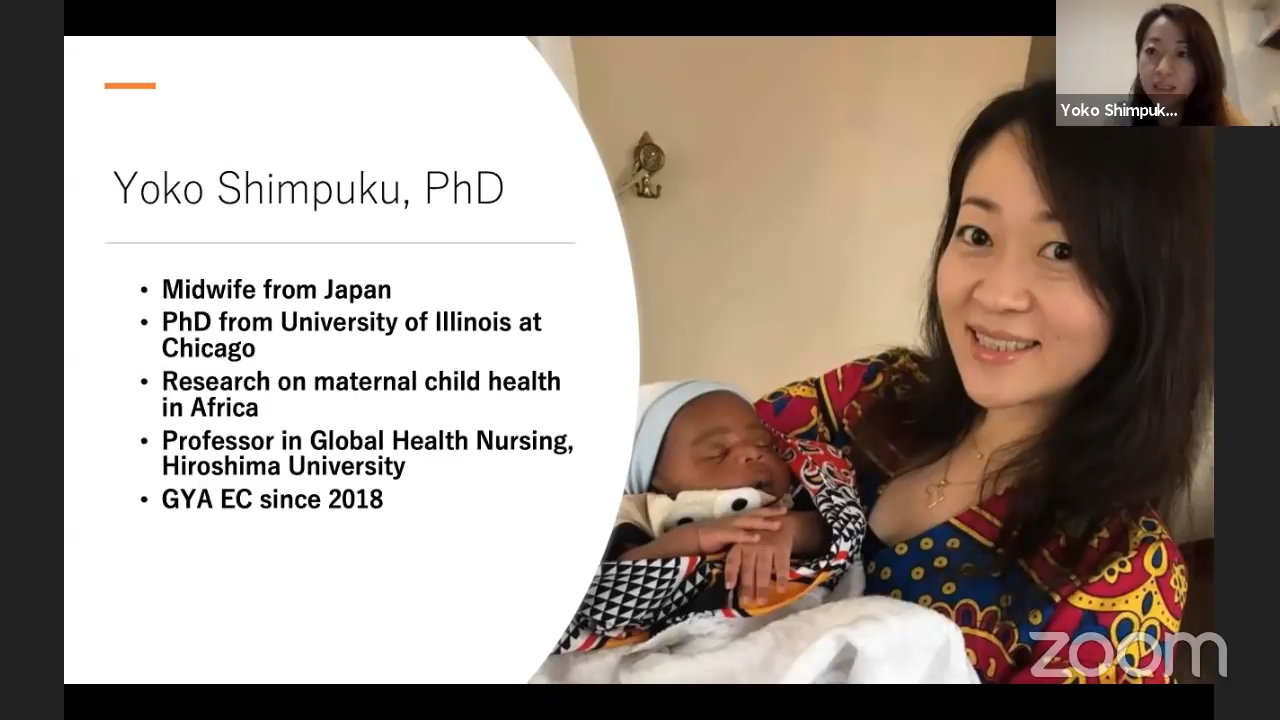 Yoko Shimpuk...
Yoko Shimpuku, PhD
• Midwife from Japan
• PhD from University of Illinois at
Chicago
• Research on maternal child health
in Africa
• Professor in Global Health Nursing,
Hiroshima University
• GYA EC since 2018
zoom